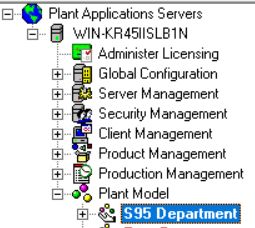 Plant Applications Servers
WIN-KR45IISLB1N
Administer Licensing
Global Configuration
Server Management
Security Management
Client Management
Product Management
Production Management
Plant Model
S95 Department